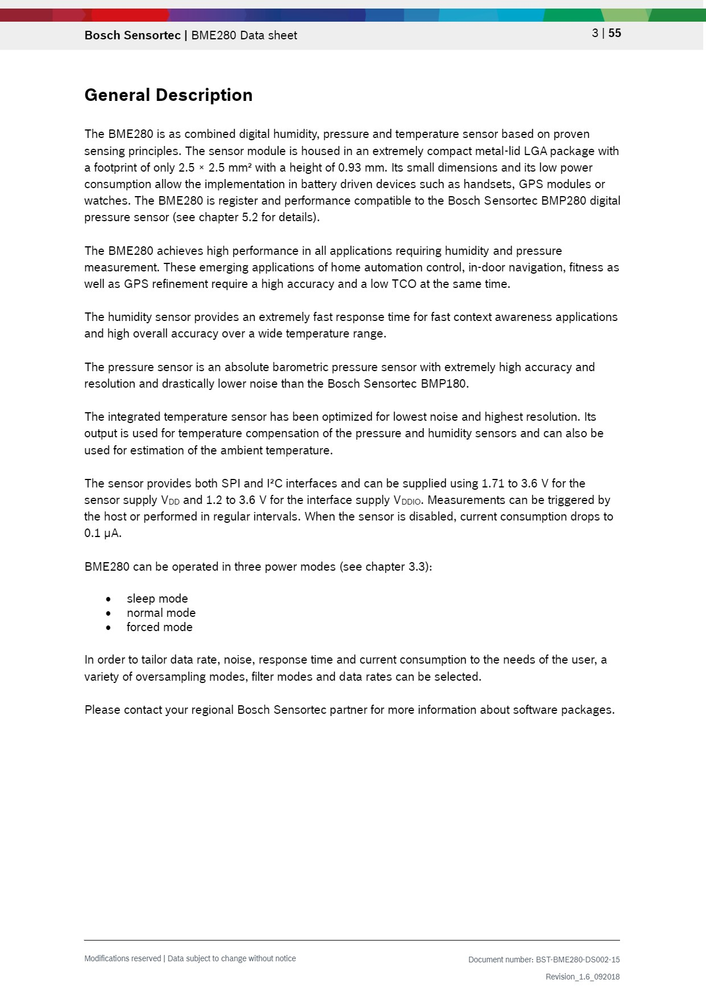 Bosch Sensortec | BME280 Data sheet
3 | 55
General Description
The BME280 is as combined digital humidity, pressure and temperature sensor based on proven
sensing principles. The sensor module is housed in an extremely compact metal-lid LGA package with
a footprint of only 2.5 × 2.5 mm² with a height of 0.93 mm. Its small dimensions and its low power
consumption allow the implementation in battery driven devices such as handsets, GPS modules or
watches. The BME280 is register and performance compatible to the Bosch Sensortec BMP280 digital
pressure sensor (see chapter 5.2 for details).
The BME280 achieves high performance in all applications requiring humidity and pressure
measurement. These emerging applications of home automation control, in-door navigation, fitness as
well as GPS refinement require a high accuracy and a low TCO at the same time.
The humidity sensor provides an extremely fast response time for fast context awareness applications
and high overall accuracy over a wide temperature range.
The pressure sensor is an absolute barometric pressure sensor with extremely high accuracy and
resolution and drastically lower noise than the Bosch Sensortec BMP180.
The integrated temperature sensor has been optimized for lowest noise and highest resolution. Its
output is used for temperature compensation of the pressure and humidity sensors and can also be
used for estimation of the ambient temperature.
The sensor provides both SPI and I²C interfaces and can be supplied using 1.71 to 3.6 V for the
sensor supply VDD and 1.2 to 3.6 V for the interface supply VDDIO. Measurements can be triggered by
the host or performed in regular intervals. When the sensor is disabled, current consumption drops to
0.1 µA.
BME280 can be operated in three power modes (see chapter 3.3):
• sleep mode
• normal mode
• forced mode
In order to tailor data rate, noise, response time and current consumption to the needs of the user, a
variety of oversampling modes, filter modes and data rates can be selected.
Please contact your regional Bosch Sensortec partner for more information about software packages.
Modifications reserved | Data subject to change without notice
Document number: BST-BME280-DS002-15
Revision_1.6_092018